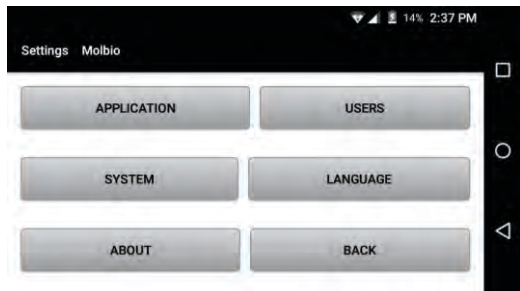 14% 2:37 PM
Settings Molbio
APPLICATION USERS
SYSTEM LANGUAGE
ABOUT BACK